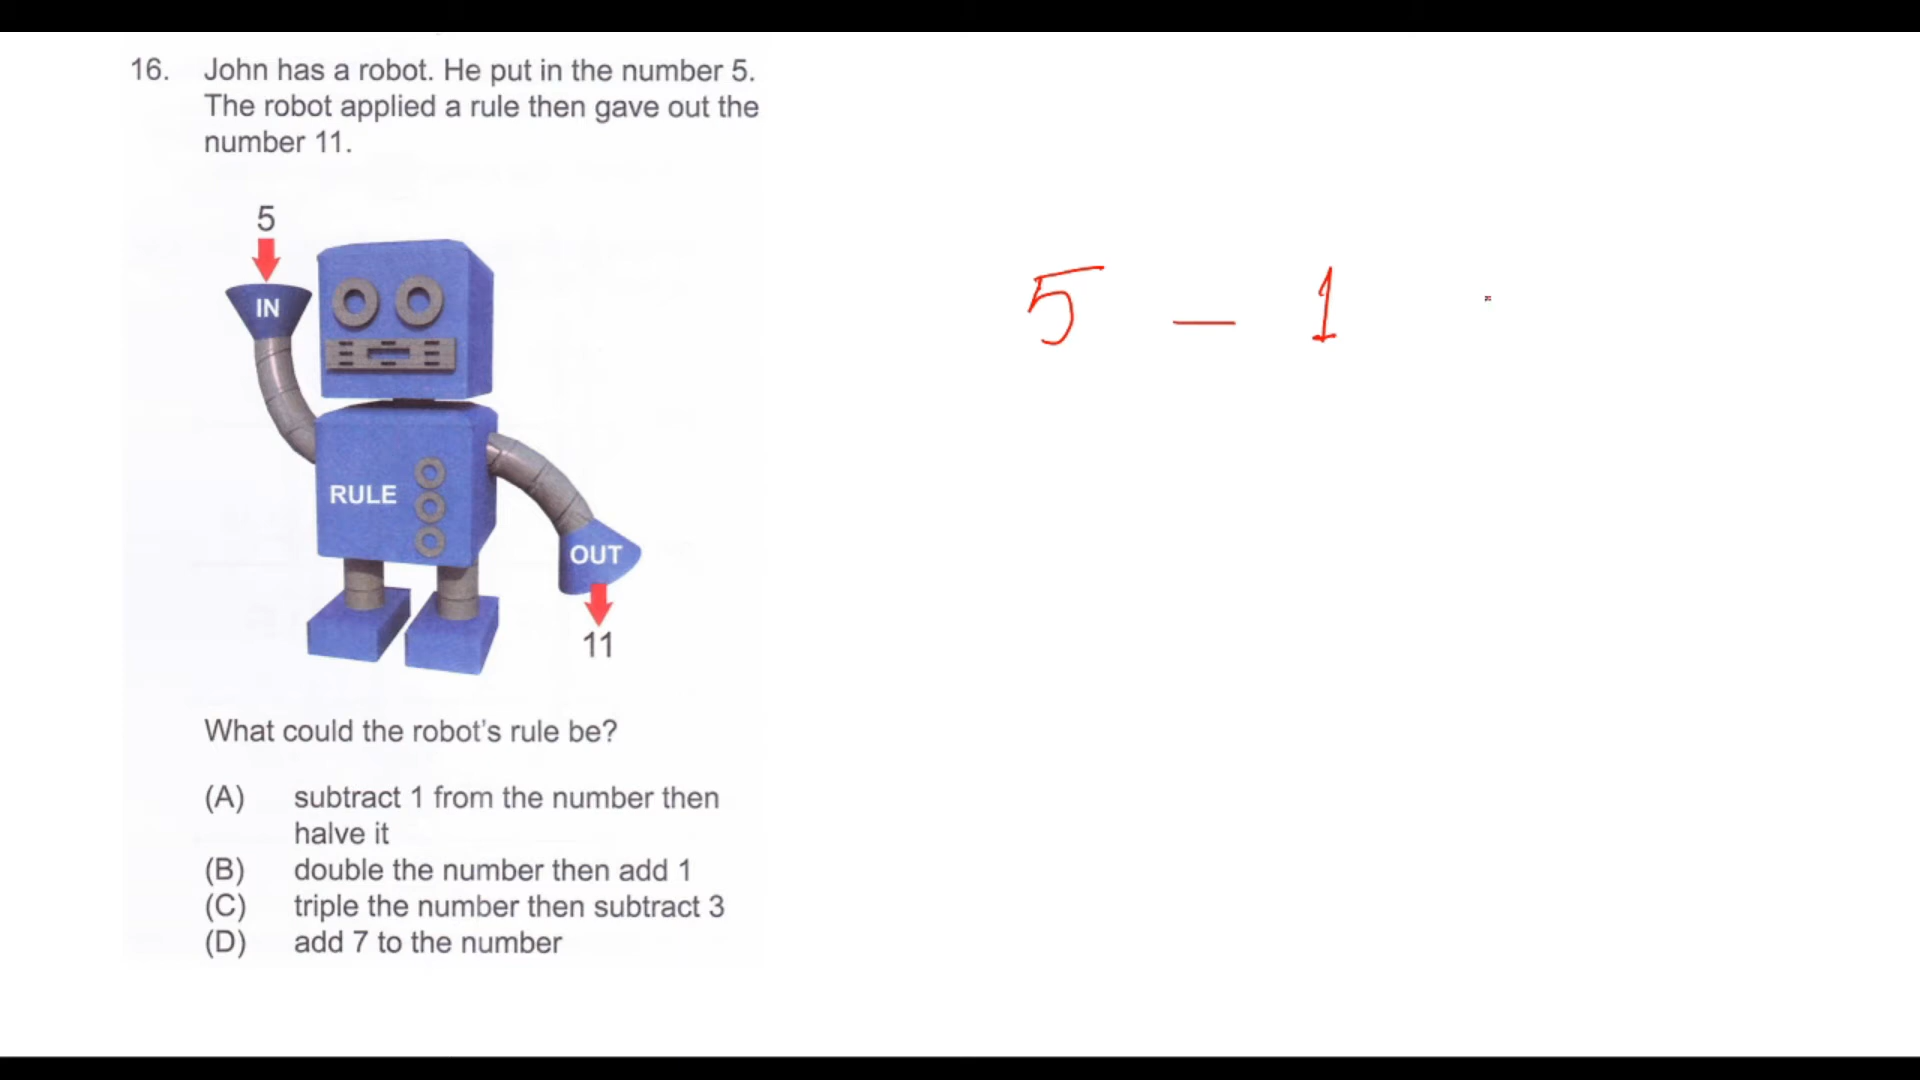 16. John has a robot. He put in the number 5.
The robot applied a rule then gave out the
number 11.
5
IN
RULE
OUT
11
What could the robot's rule be?
(A) subtract 1 from the number then
halve it
(B) double the number then add 1
(C) triple the number then subtract 3
(D) add 7 to the number
5 – 1